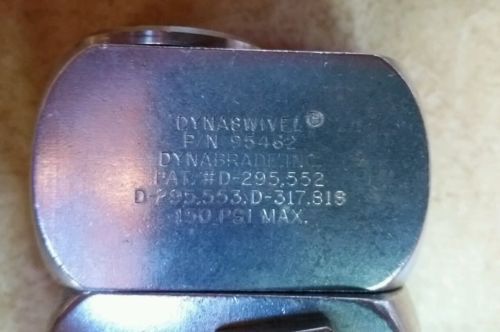 DYNASWIVEL®
P/N 95462
DYNABRADE, INC.
PAT. #D-295,552
D-295,553, D-317,818
150 PSI MAX.